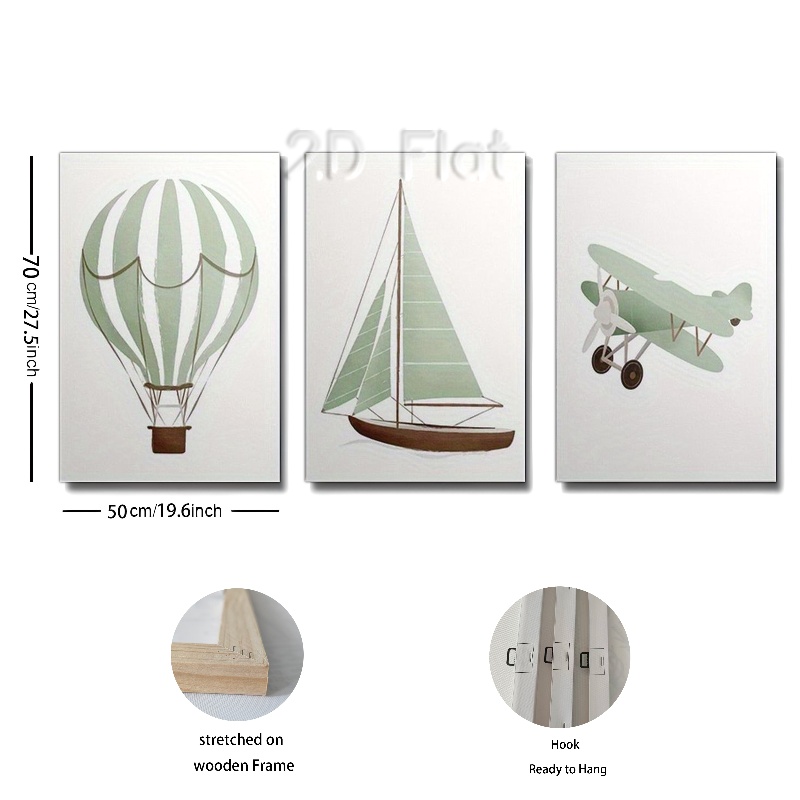 2D Flat
70 cm/27.5inch
50cm/19.6inch
stretched on
wooden Frame
Hook
Ready to Hang